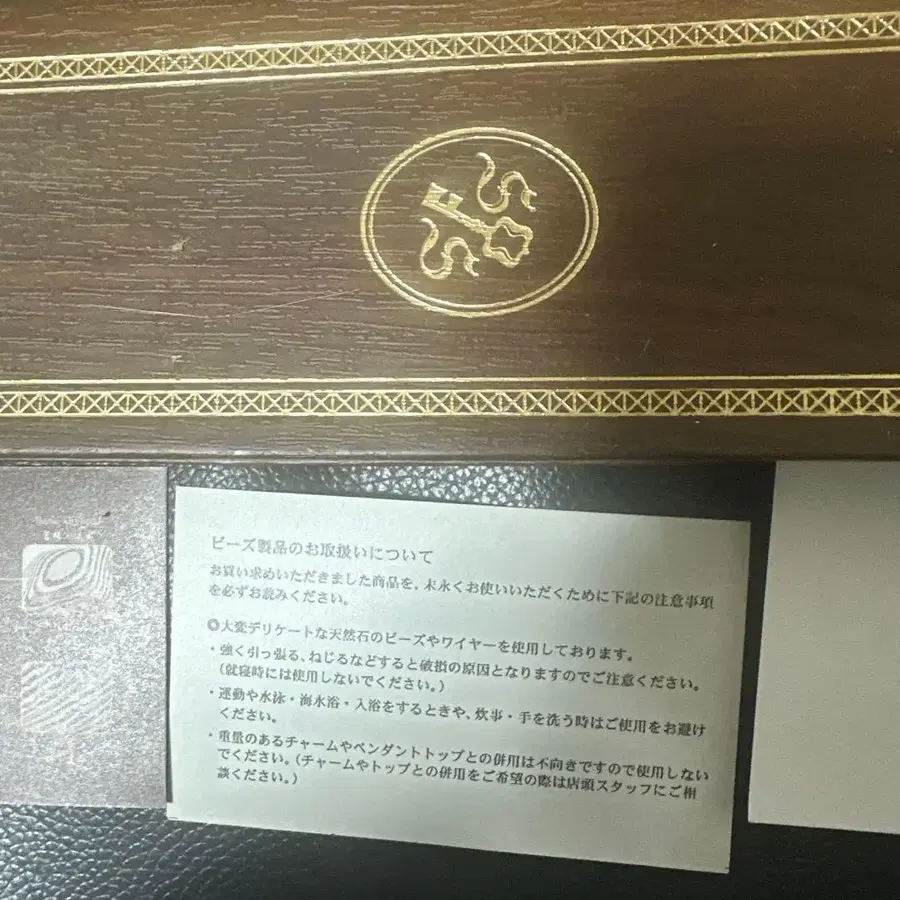 ビーズ製品のお取扱いについて
お買い求めいただきました商品を、末永くお使いいただくために下記の注意事項
を必ずお読みください。
◎大変デリケートな天然石のビーズやワイヤーを使用しております。
・強く引っ張る、ねじるなどすると破損の原因となりますのでご注意ください。
(就寝時には使用しないでください。)
・運動や水泳・海水浴・入浴をするときや、炊事・手を洗う時はご使用をお避け
ください。
・重量のあるチャームやペンダントトップとの併用は不向きですので使用しない
でください。(チャームやトップとの併用をご希望の際は店頭スタッフにご相
談ください。)